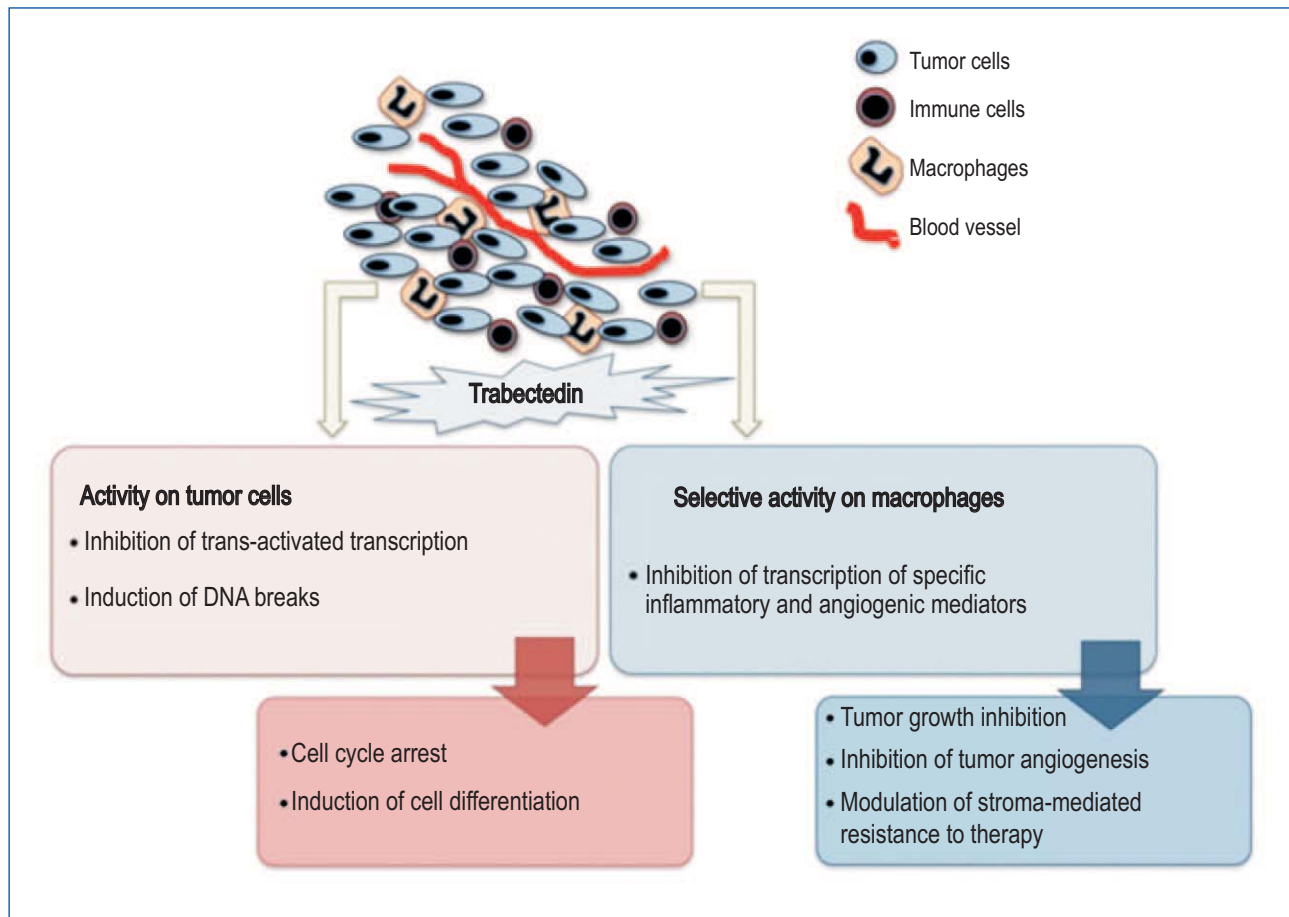 Tumor cells
Immune cells
Macrophages
Blood vessel
Trabectedin
Activity on tumor cells
• Inhibition of trans-activated transcription
• Induction of DNA breaks
Selective activity on macrophages
• Inhibition of transcription of specific
inflammatory and angiogenic mediators
• Cell cycle arrest
• Induction of cell differentiation
• Tumor growth inhibition
• Inhibition of tumor angiogenesis
• Modulation of stroma-mediated
resistance to therapy